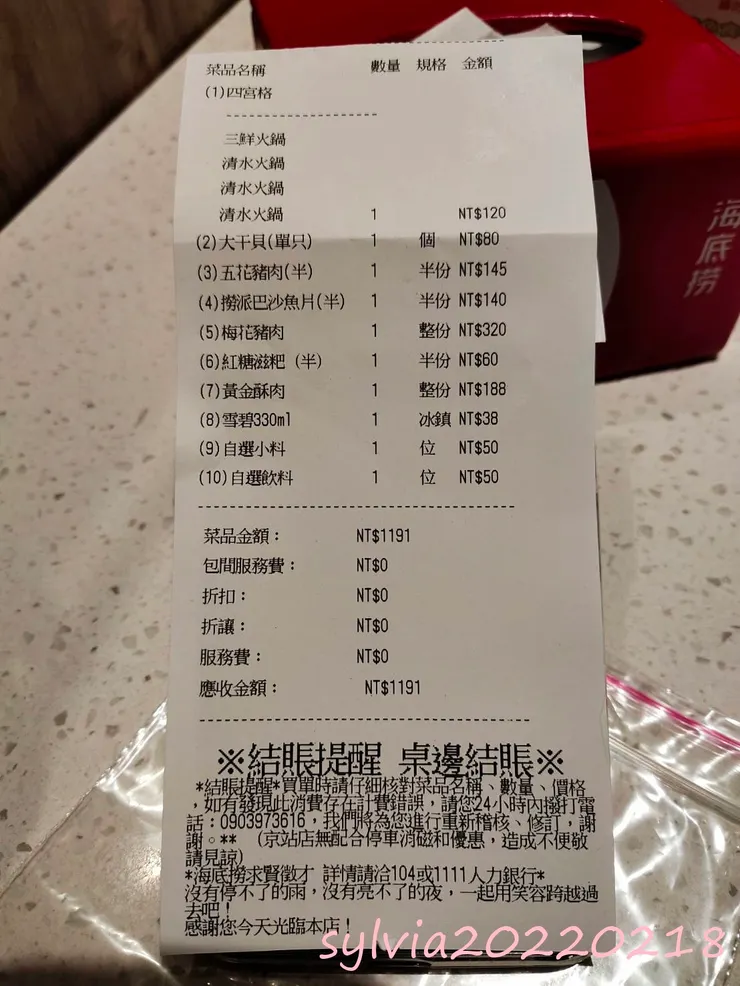 菜品名稱 數量 規格 金額
(1)四宮格
三鮮火鍋
清水火鍋
清水火鍋
清水火鍋 1 NT$120
(2)大干貝(單只) 1 個 NT$80
(3)五花豬肉(半) 1 半份 NT$145
(4)撈派巴沙魚片(半) 1 半份 NT$140
(5)梅花豬肉 1 整份 NT$320
(6)紅糖滋粑 (半) 1 半份 NT$60
(7)黃金酥肉 1 整份 NT$188
(8)雪碧330ml 1 冰鎮 NT$38
(9)自選小料 1 位 NT$50
(10)自選飲料 1 位 NT$50
菜品金額： NT$1191
包間服務費： NT$0
折扣： NT$0
折讓： NT$0
服務費： NT$0
應收金額： NT$1191
※結賬提醒 桌邊結賬※
*結賬提醒*買單時請仔細核對菜品名稱、數量、價格
，如有發現此消費存在計費錯誤，請您24小時內撥打電
話：0903973616，我們將為您進行重新稽核、修訂，謝
謝。** （京站店無配合停車消磁和優惠，造成不便敬
請見諒)
*海底撈求賢徵才 詳情請洽104或1111人力銀行*
沒有停不了的雨，沒有亮不了的夜，一起用笑容跨越過
去吧！
感謝您今天光臨本店！
海底撈
sylvia20220218